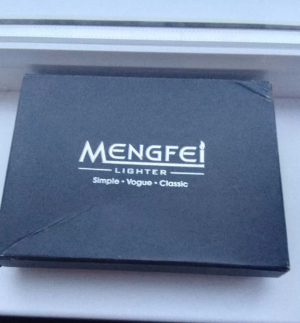 MENGFEi
LIGHTER
Simple • Vogue • Classic